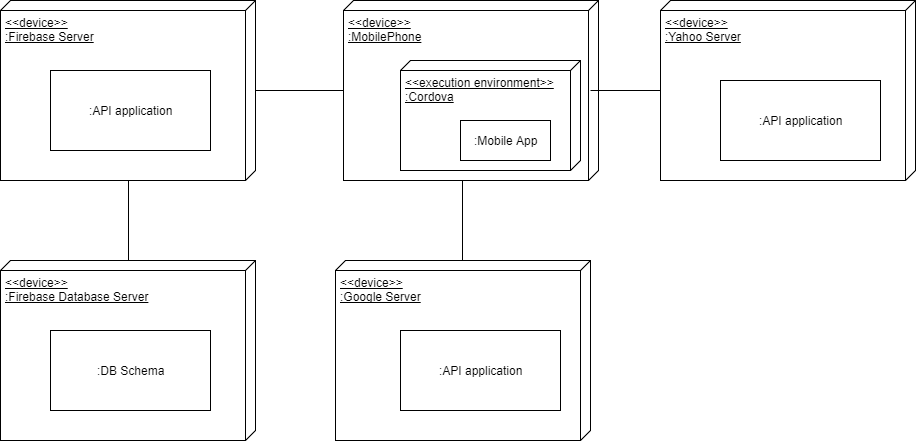 <<device>>
:Firebase Server
:API application
<<device>>
:MobilePhone
<<execution environment>>
:Cordova
:Mobile App
<<device>>
:Yahoo Server
:API application
<<device>>
:Firebase Database Server
:DB Schema
<<device>>
:Google Server
:API application